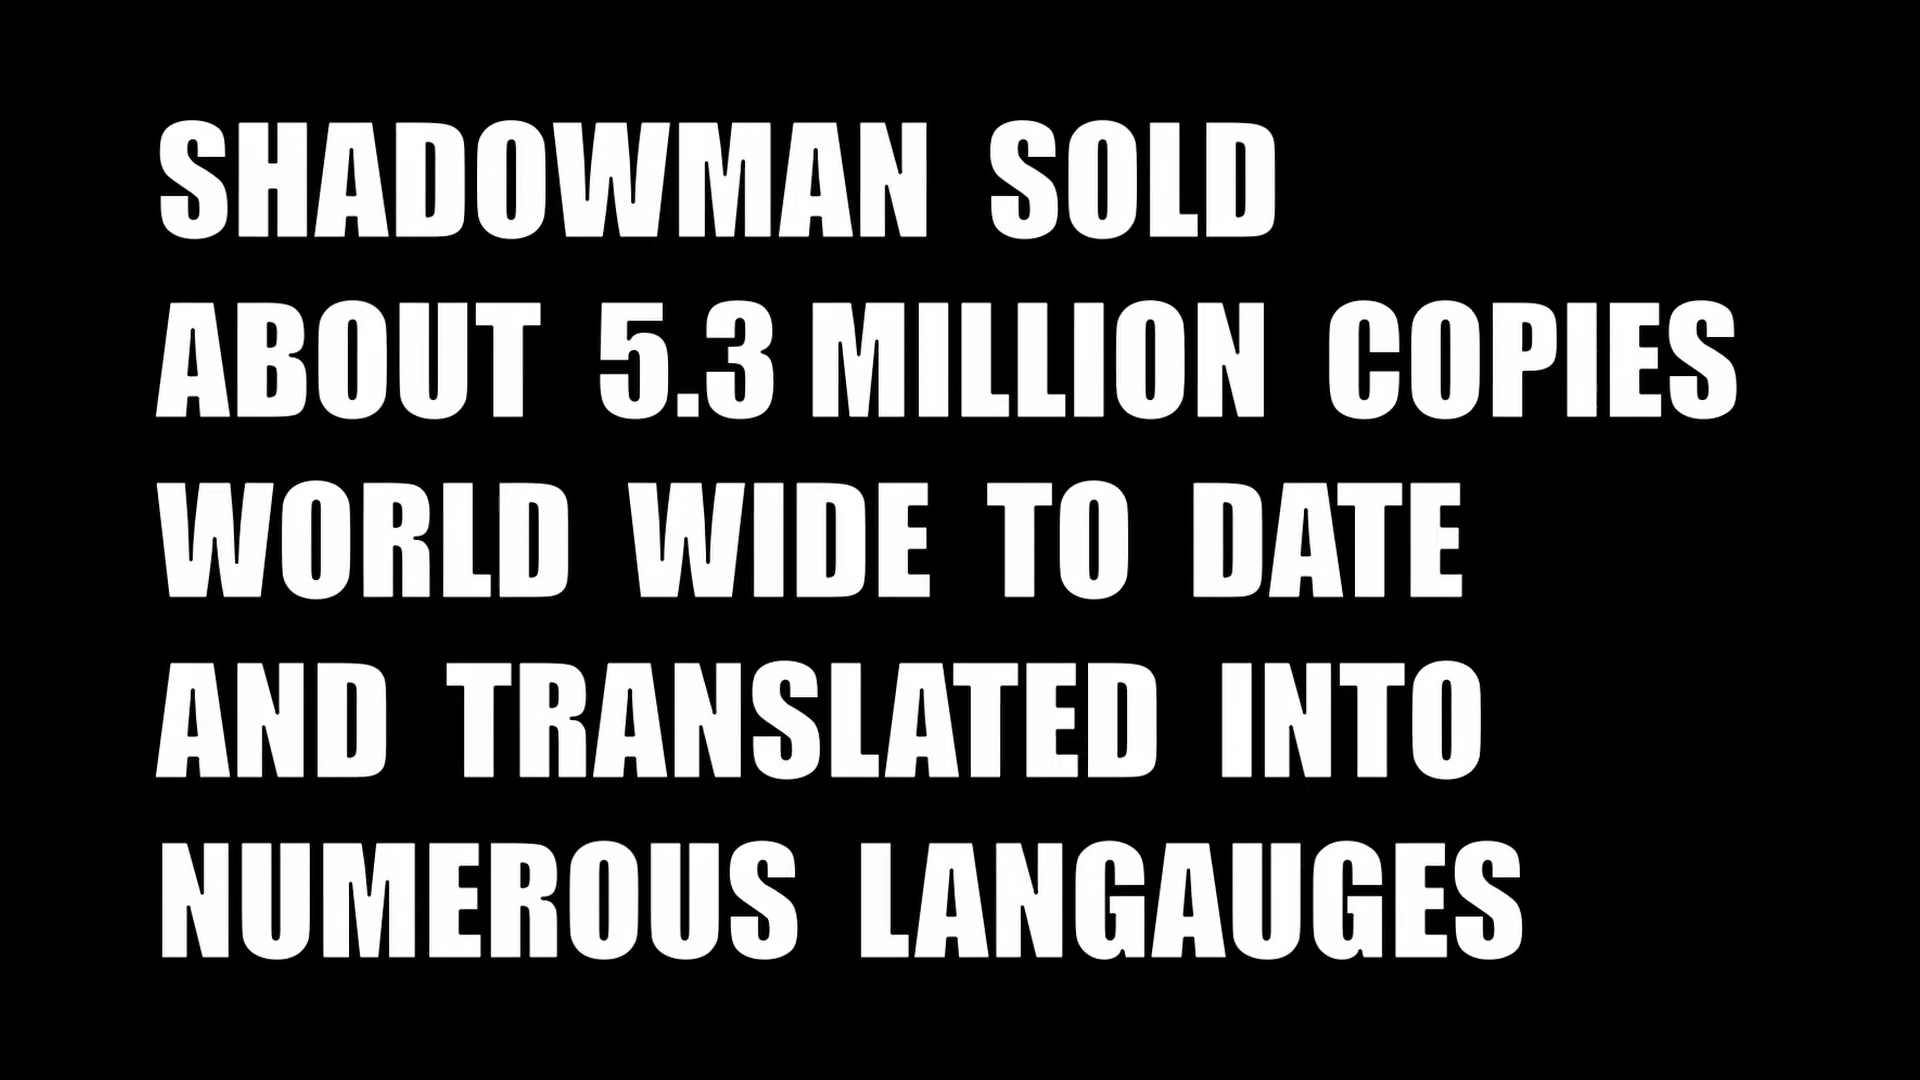 SHADOWMAN SOLD
ABOUT 5.3 MILLION COPIES
WORLD WIDE TO DATE
AND TRANSLATED INTO
NUMEROUS LANGAUGES